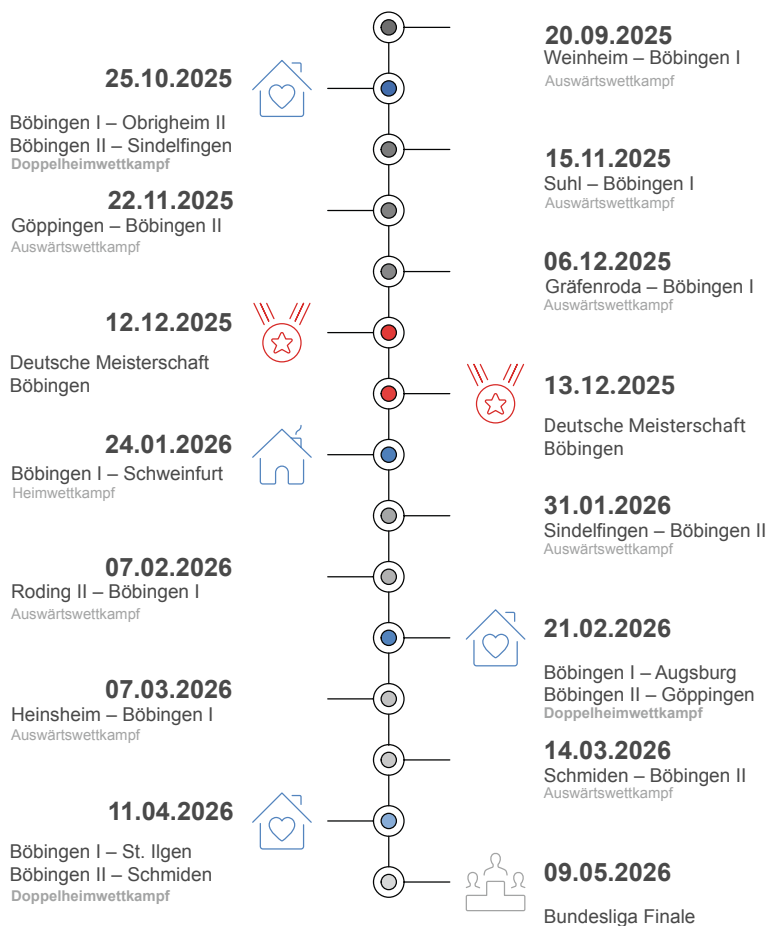 20.09.2025
Weinheim – Böbingen I
Auswärtswettkampf
25.10.2025
Böbingen I – Obrigheim II
Böbingen II – Sindelfingen
Doppelheimwettkampf
15.11.2025
Suhl – Böbingen I
Auswärtswettkampf
22.11.2025
Göppingen – Böbingen II
Auswärtswettkampf
06.12.2025
Gräfenroda – Böbingen I
Auswärtswettkampf
12.12.2025
Deutsche Meisterschaft
Böbingen
13.12.2025
Deutsche Meisterschaft
Böbingen
24.01.2026
Böbingen I – Schweinfurt
Heimwettkampf
31.01.2026
Sindelfingen – Böbingen II
Auswärtswettkampf
07.02.2026
Roding II – Böbingen I
Auswärtswettkampf
21.02.2026
Böbingen I – Augsburg
Böbingen II – Göppingen
Doppelheimwettkampf
07.03.2026
Heinsheim – Böbingen I
Auswärtswettkampf
14.03.2026
Schmiden – Böbingen II
Auswärtswettkampf
11.04.2026
Böbingen I – St. Ilgen
Böbingen II – Schmiden
Doppelheimwettkampf
09.05.2026
Bundesliga Finale